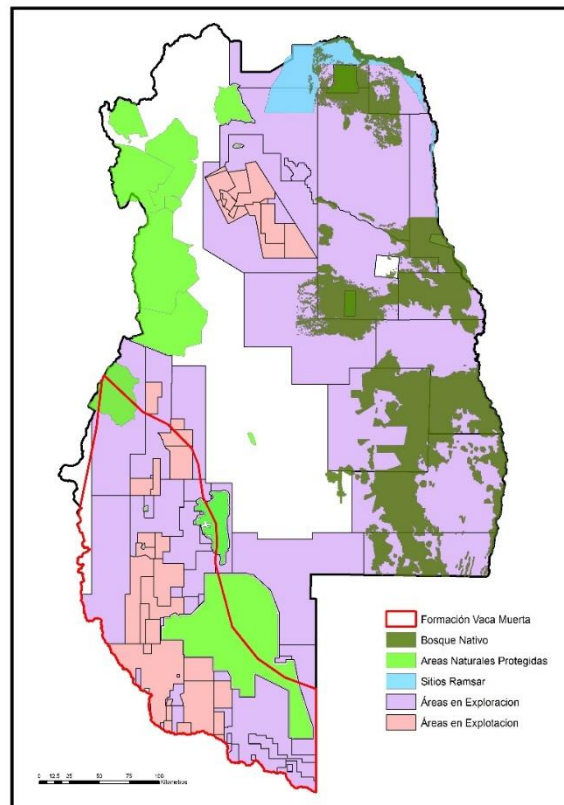 Formación Vaca Muerta
Bosque Nativo
Areas Naturales Protegidas
Sitios Ramsar
Áreas en Exploracion
Áreas en Explotacion
0 12.5 25 50 75 100
Kilometros